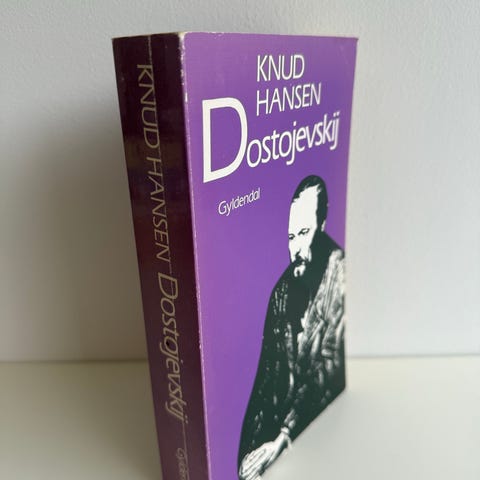 KNUD
HANSEN
Dostojevskij
Gyldendal
KNUD HANSEN Dostojevskij